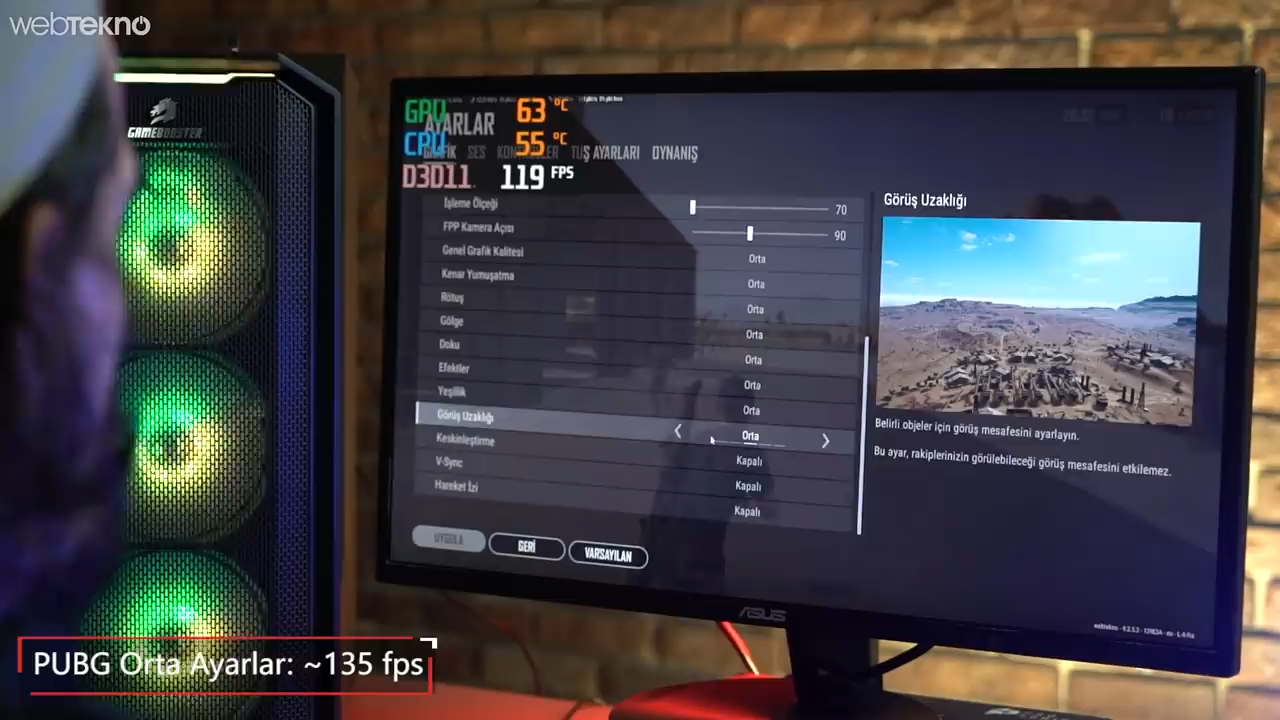 webTEKNO
GAMEBOOSTER
GPU 63 °C
CPU 55 °C
D3D11 119 FPS
AYARLAR
GRAFİK SES KONTROLLER TUŞ AYARLARI OYNANIŞ
İşleme Ölçeği 70
FPP Kamera Açısı 90
Genel Grafik Kalitesi Orta
Kenar Yumuşatma Orta
Rötuş Orta
Gölge Orta
Doku Orta
Efektler Orta
Yeşillik Orta
Görüş Uzaklığı Orta
Keskinleştirme Kapalı
V-Sync Kapalı
Hareket İzi Kapalı
UYGULA GERİ VARSAYILAN
Görüş Uzaklığı
Belirli objeler için görüş mesafesini ayarlayın.
Bu ayar, rakiplerinizin görülebileceği görüş mesafesini etkilemez.
ASUS
PUBG Orta Ayarlar: ~135 fps